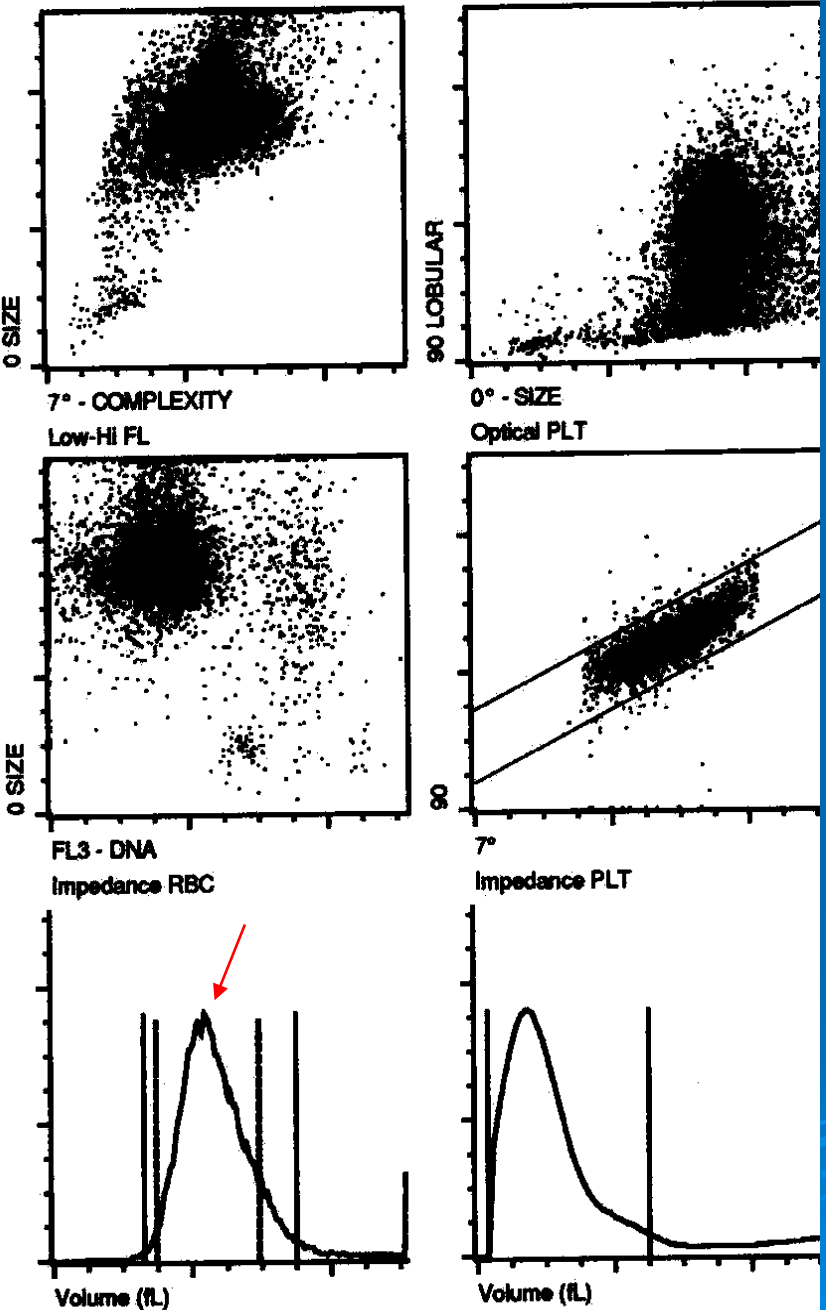 0 SIZE
7° - COMPLEXITY
90 LOBULAR
0° - SIZE
Low-Hi FL
0 SIZE
FL3 - DNA
Optical PLT
90
7°
Impedance RBC
Volume (fL)
Impedance PLT
Volume (fL)